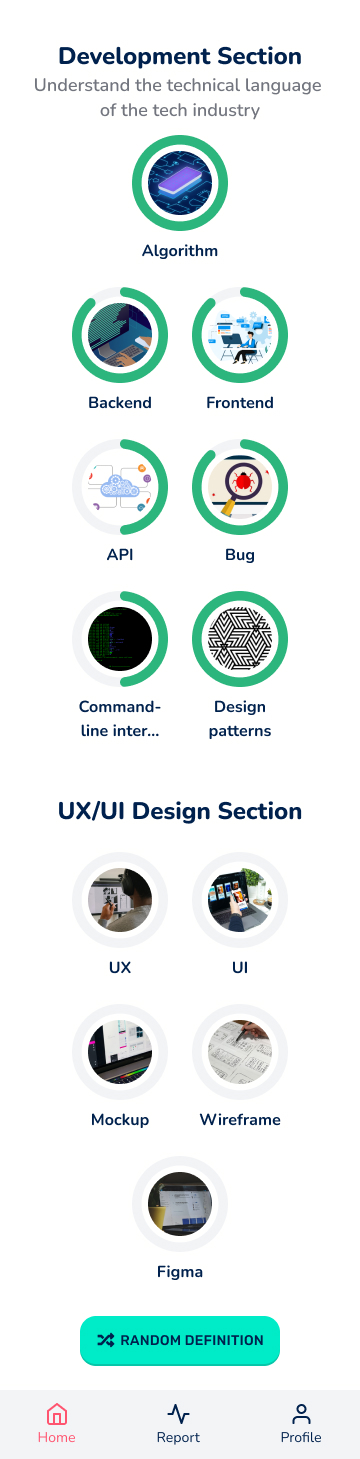 Development Section
Understand the technical language
of the tech industry
Algorithm
Backend
Frontend
API
Bug
Command-
line inter...
Design
patterns
UX/UI Design Section
UX
UI
Mockup
Wireframe
Figma
RANDOM DEFINITION
Home
Report
Profile